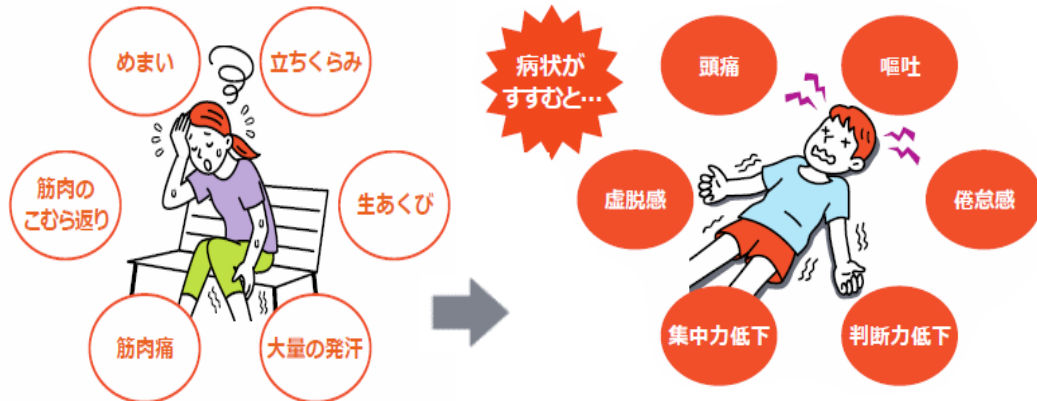 めまい
立ちくらみ
筋肉の
こむら返り
生あくび
筋肉痛
大量の発汗
病状が
すすむと…
頭痛
嘔吐
虚脱感
倦怠感
集中力低下
判断力低下